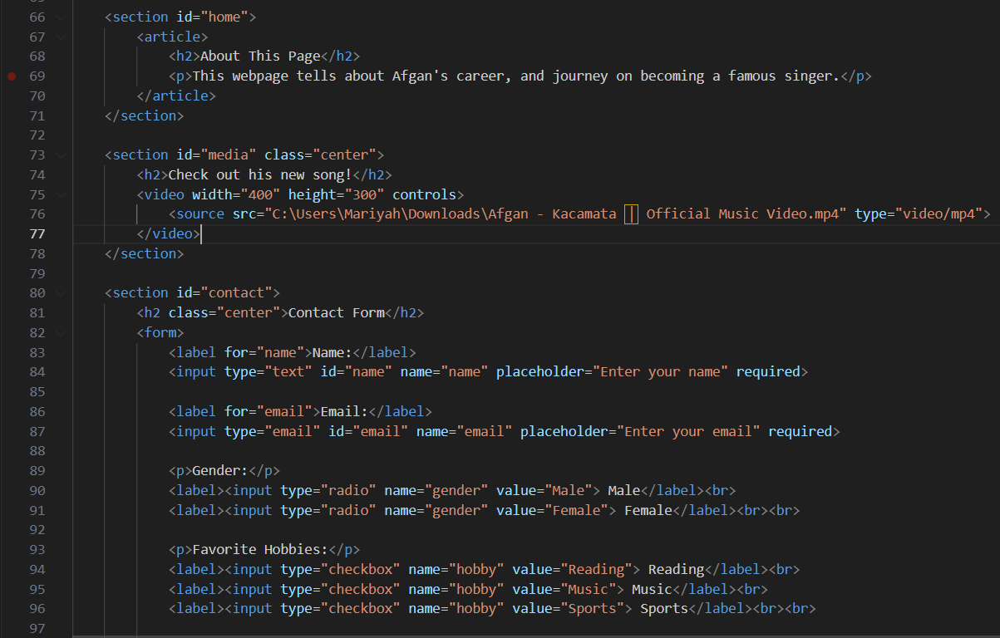 65
66 <section id="home">
67 <article>
68 <h2>About This Page</h2>
69 <p>This webpage tells about Afgan's career, and journey on becoming a famous singer.</p>
70 </article>
71 </section>
72
73 <section id="media" class="center">
74 <h2>Check out his new song!</h2>
75 <video width="400" height="300" controls>
76 <source src="C:\Users\Mariyah\Downloads\Afgan - Kacamata | Official Music Video.mp4" type="video/mp4">
77 </video>
78 </section>
79
80 <section id="contact">
81 <h2 class="center">Contact Form</h2>
82 <form>
83 <label for="name">Name:</label>
84 <input type="text" id="name" name="name" placeholder="Enter your name" required>
85
86 <label for="email">Email:</label>
87 <input type="email" id="email" name="email" placeholder="Enter your email" required>
88
89 <p>Gender:</p>
90 <label><input type="radio" name="gender" value="Male"> Male</label><br>
91 <label><input type="radio" name="gender" value="Female"> Female</label><br><br>
92
93 <p>Favorite Hobbies:</p>
94 <label><input type="checkbox" name="hobby" value="Reading"> Reading</label><br>
95 <label><input type="checkbox" name="hobby" value="Music"> Music</label><br>
96 <label><input type="checkbox" name="hobby" value="Sports"> Sports</label><br><br>
97